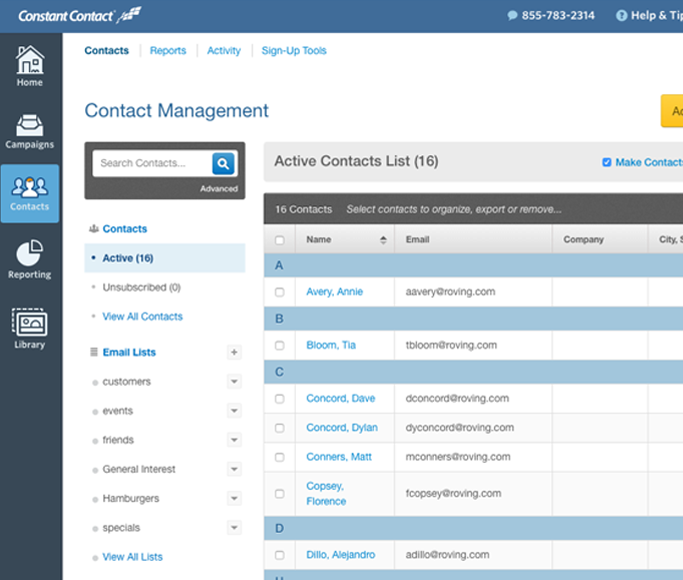 Constant Contact
855-783-2314
Help & Tip
Home
Campaigns
Contacts
Reporting
Library
Contacts
Reports
Activity
Sign-Up Tools
Contact Management
Search Contacts...
Advanced
Contacts
Active (16)
Unsubscribed (0)
View All Contacts
Email Lists
+
customers
events
friends
General Interest
Hamburgers
specials
View All Lists
Active Contacts List (16)
Make Contacts
16 Contacts Select contacts to organize, export or remove...
Name Email Company City, S
A
Avery, Annie aavery@roving.com
B
Bloom, Tia tbloom@roving.com
C
Concord, Dave dconcord@roving.com
Concord, Dylan dyconcord@roving.com
Conners, Matt mconners@roving.com
Copsey,
Florence fcopsey@roving.com
D
Dillo, Alejandro adillo@roving.com